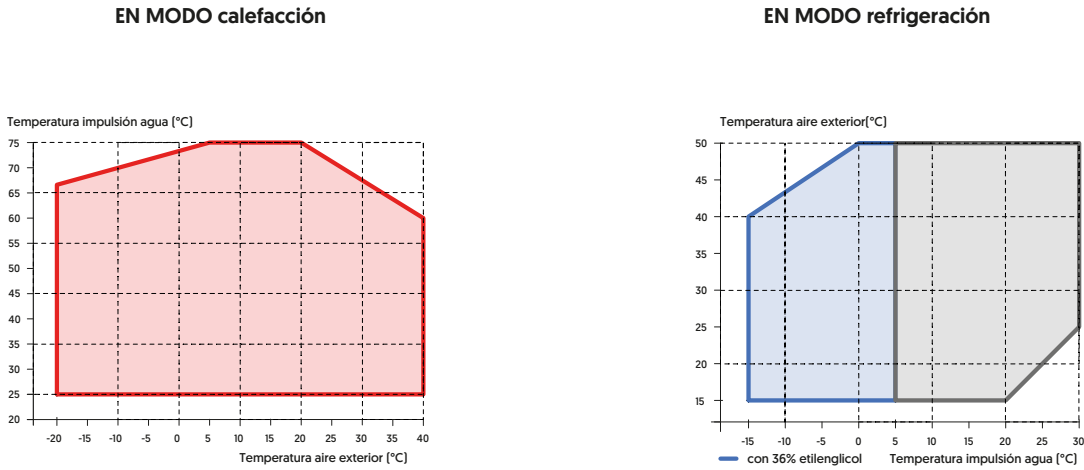 EN MODO calefacción
Temperatura impulsión agua (°C)
75
70
65
60
55
50
45
40
35
30
25
20
-20 -15 -10 -5 0 5 10 15 20 25 30 35 40
Temperatura aire exterior (°C)
EN MODO refrigeración
Temperatura aire exterior(°C)
50
45
40
30
30
20
15
-15 -10 -5 0 5 10 15 20 25 30
con 36% etilenglicol
Temperatura impulsión agua (°C)